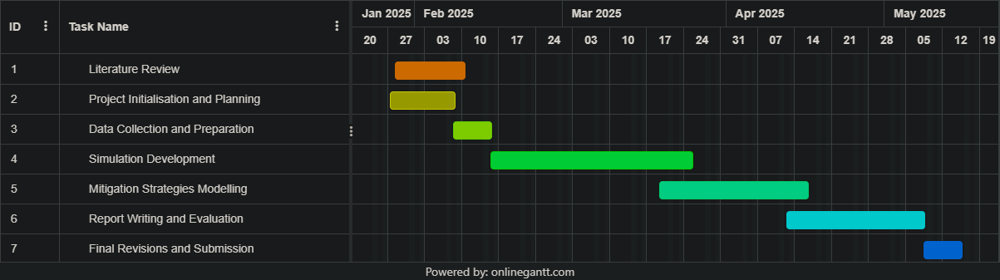 Jan 2025 Feb 2025 Mar 2025 Apr 2025 May 2025
ID Task Name
20 27 03 10 17 24 03 10 17 24 31 07 14 21 28 05 12 19
1 Literature Review
2 Project Initialisation and Planning
3 Data Collection and Preparation
4 Simulation Development
5 Mitigation Strategies Modelling
6 Report Writing and Evaluation
7 Final Revisions and Submission
Powered by: onlinegantt.com